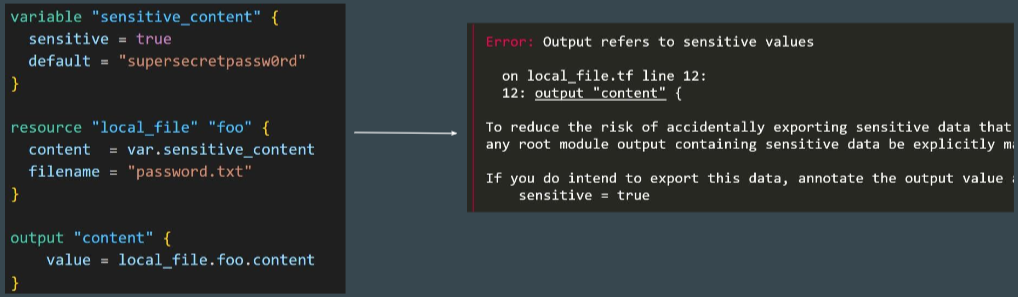 variable "sensitive_content" {
  sensitive = true
  default = "supersecretpassw0rd"
}
resource "local_file" "foo" {
  content  = var.sensitive_content
  filename = "password.txt"
}
output "content" {
    value = local_file.foo.content
}
Error: Output refers to sensitive values
  on local_file.tf line 12:
  12: output "content" {
To reduce the risk of accidentally exporting sensitive data that
any root module output containing sensitive data be explicitly
If you do intend to export this data, annotate the output value
    sensitive = true